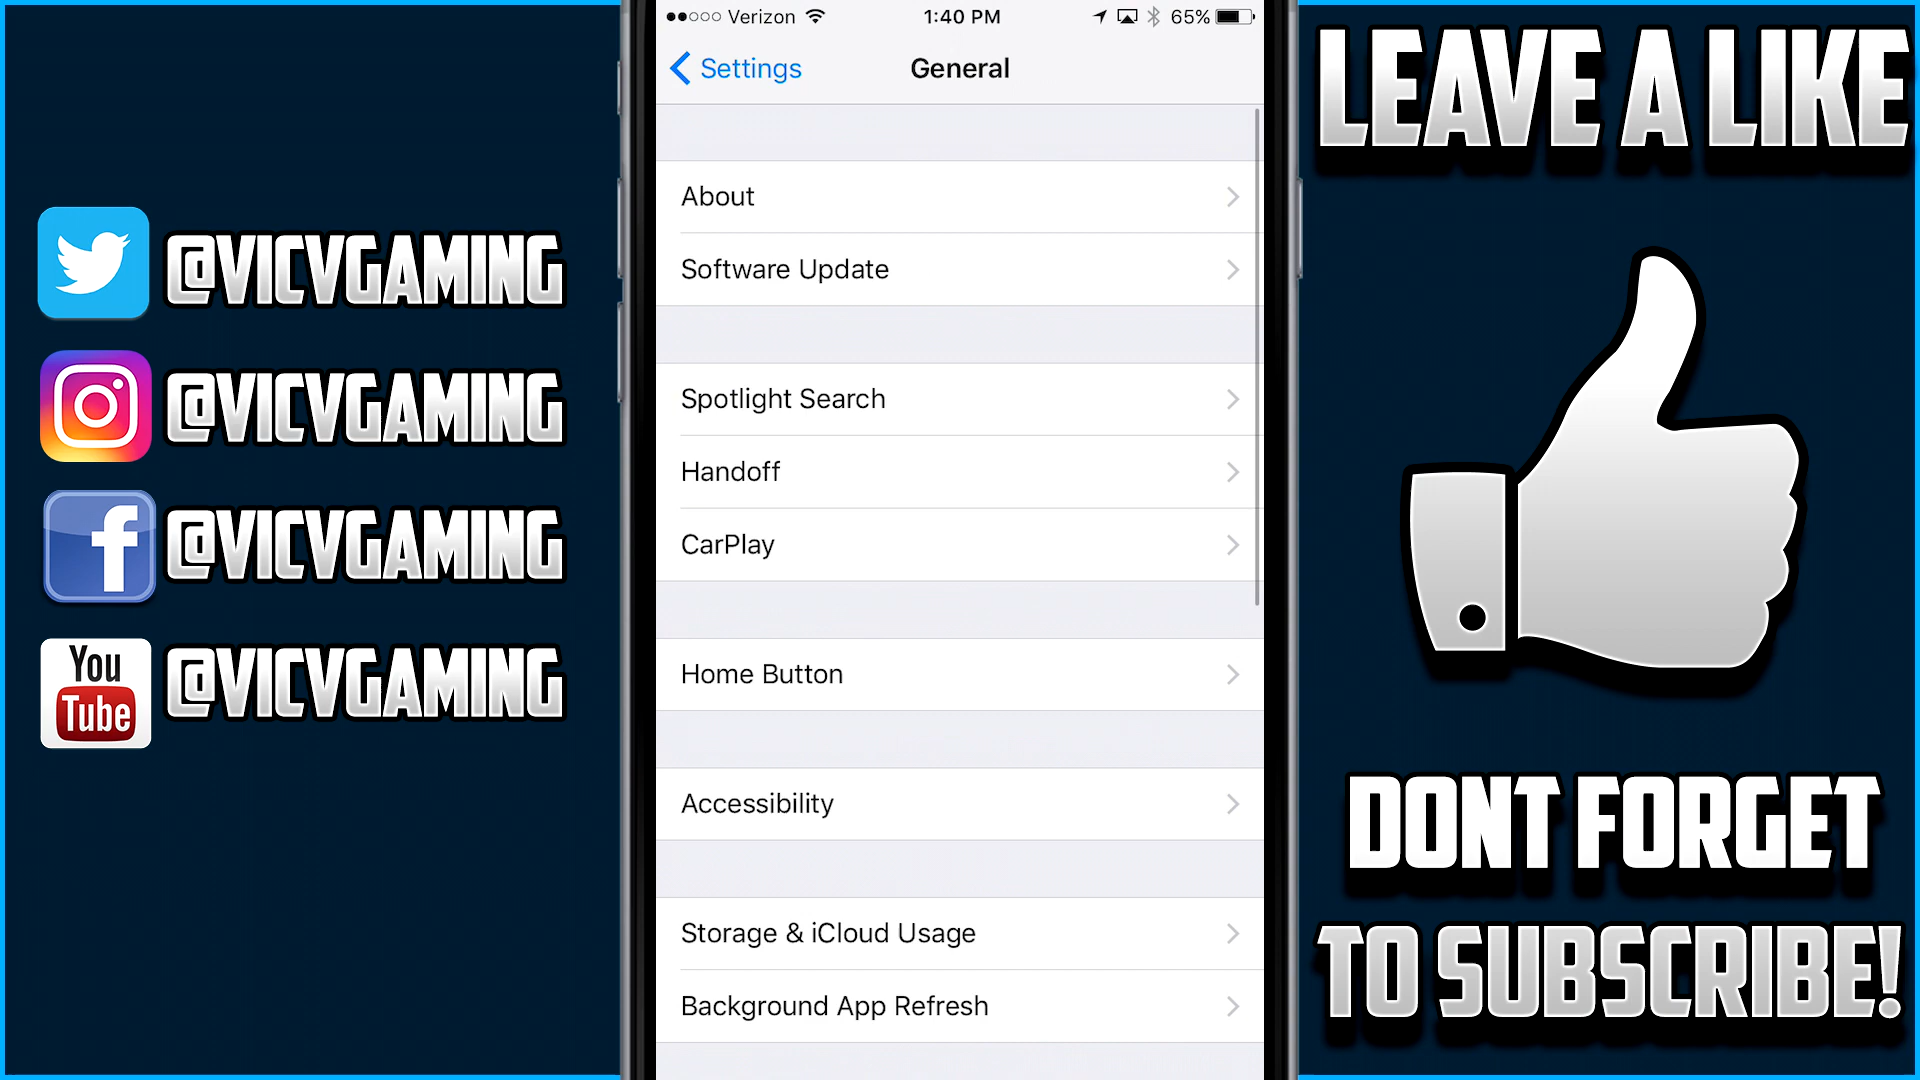 @VICVGAMING
@VICVGAMING
@VICVGAMING
You
Tube
@VICVGAMING
Verizon
1:40 PM
65%
Settings
General
About
Software Update
Spotlight Search
Handoff
CarPlay
Home Button
Accessibility
Storage & iCloud Usage
Background App Refresh
LEAVE A LIKE
DONT FORGET
TO SUBSCRIBE!